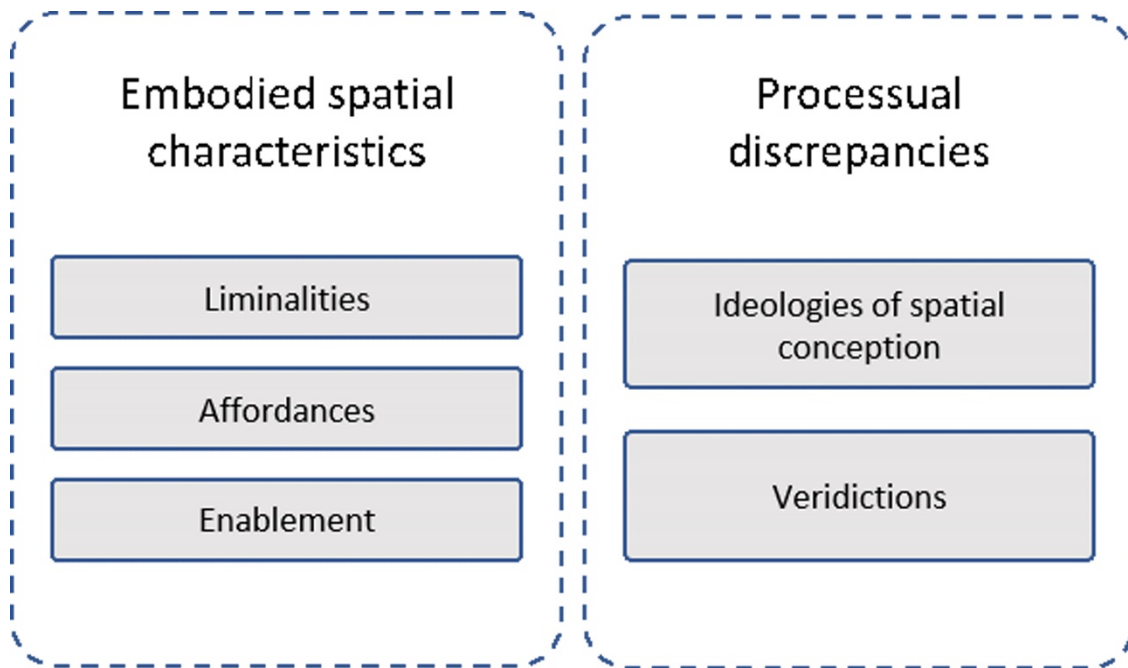 Embodied spatial
characteristics
Liminalities
Affordances
Enablement
Processual
discrepancies
Ideologies of spatial
conception
Veridictions